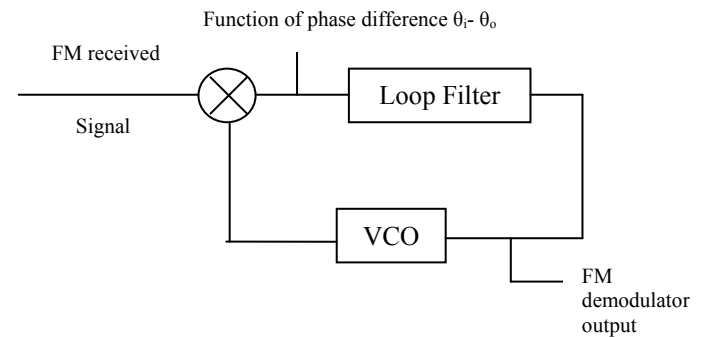 Function of phase difference θᵢ- θₒ
FM received
Signal
Loop Filter
VCO
FM
demodulator
output